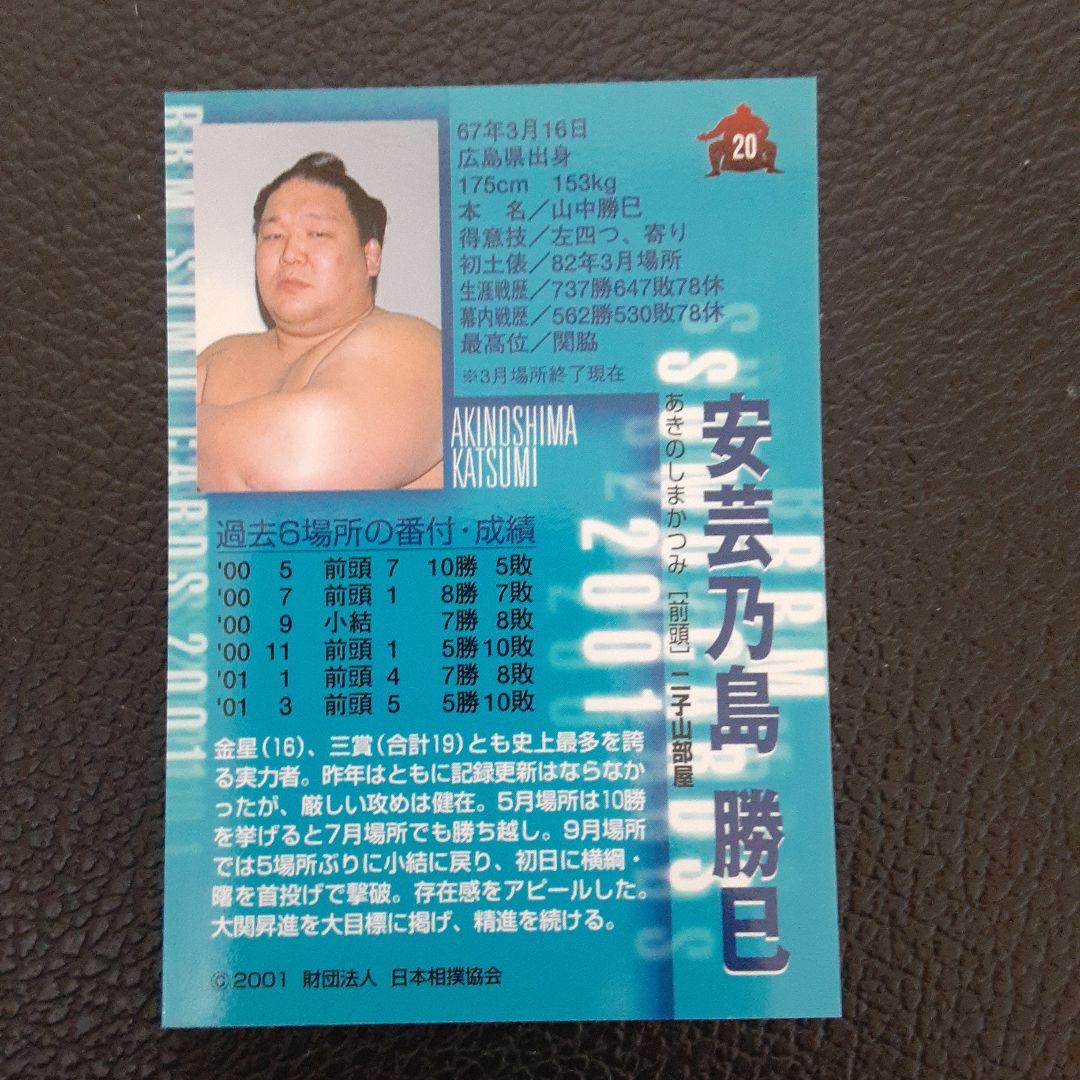 67年3月16日
広島県出身
175cm 153kg
本 名／山中勝巳
得意技／左四つ、寄り
初土俵／82年3月場所
生涯戦歴／737勝647敗78休
幕内戦歴／562勝530敗78休
最高位／関脇
※3月場所終了現在
20
AKINOSHIMA
KATSUMI
安芸乃島 勝巳
あきのしまかつみ [前頭] 二子山部屋
過去6場所の番付・成績
'00 5 前頭 7 10勝 5敗
'00 7 前頭 1 8勝 7敗
'00 9 小結 7勝 8敗
'00 11 前頭 1 5勝10敗
'01 1 前頭 4 7勝 8敗
'01 3 前頭 5 5勝10敗
金星(16)、三賞(合計19)とも史上最多を誇
る実力者。昨年はともに記録更新はならなか
ったが、厳しい攻めは健在。5月場所は10勝
を挙げると7月場所でも勝ち越し。9月場所
では5場所ぶりに小結に戻り、初日に横綱・
曙を首投げで撃破。存在感をアピールした。
大関昇進を大目標に掲げ、精進を続ける。
©2001 財団法人 日本相撲協会
BBM SUMO CARDS 2001
2001
BBM